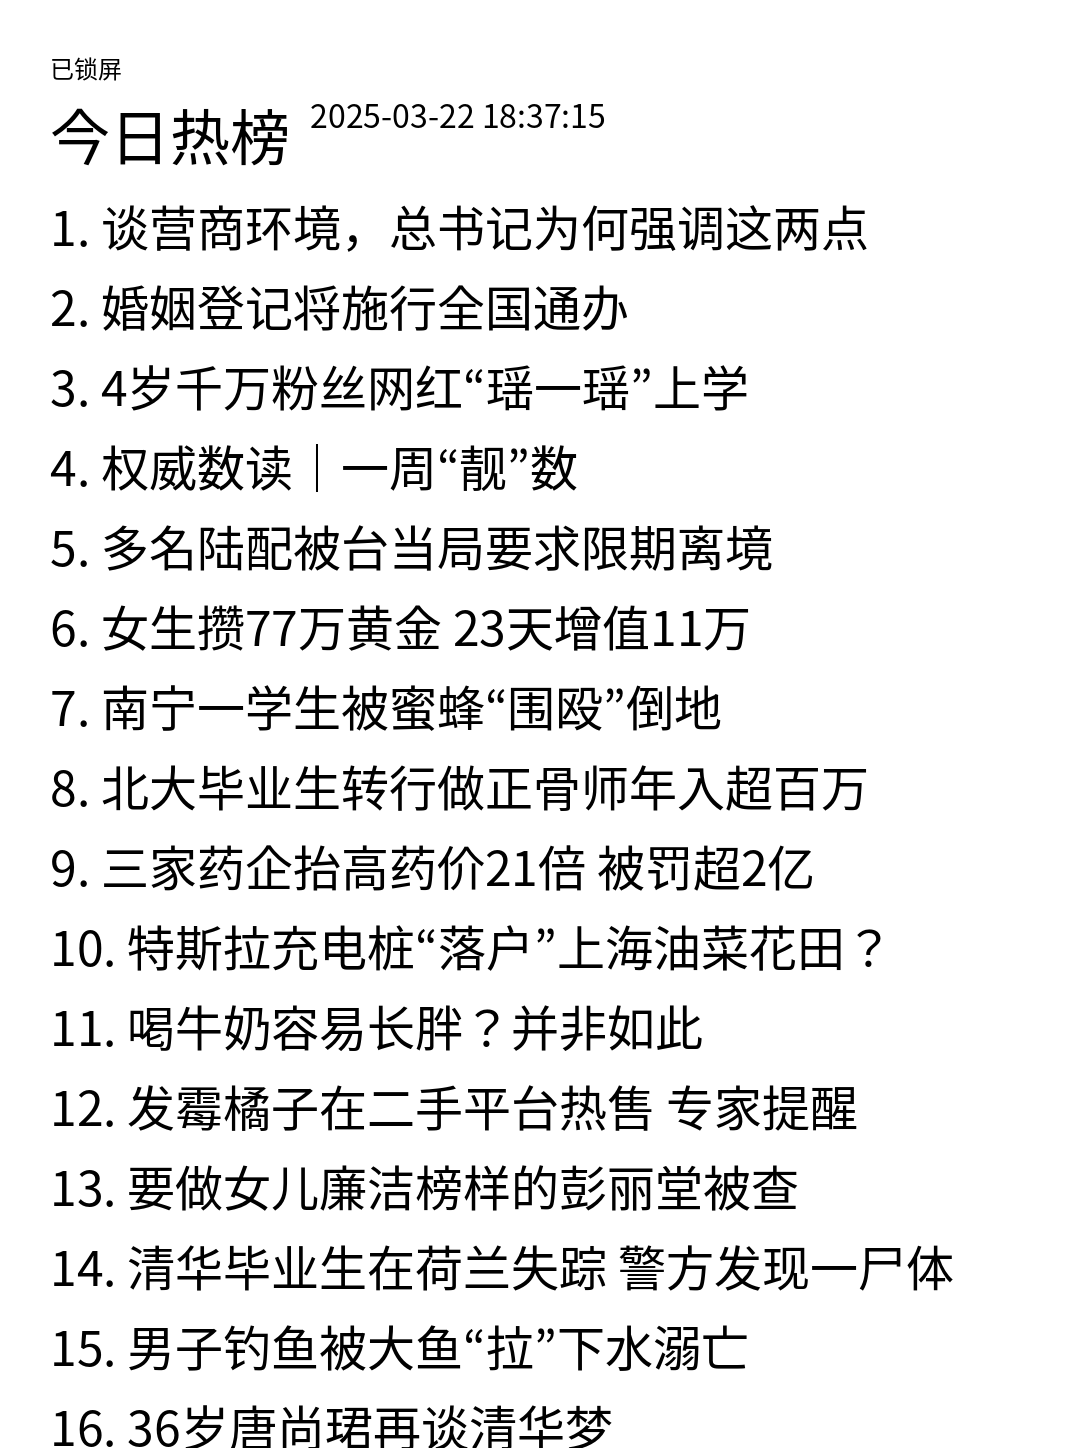 已锁屏
今日热榜 2025-03-22 18:37:15
1. 谈营商环境，总书记为何强调这两点
2. 婚姻登记将施行全国通办
3. 4岁千万粉丝网红“瑶一瑶”上学
4. 权威数读｜一周“靓”数
5. 多名陆配被台当局要求限期离境
6. 女生攒77万黄金 23天增值11万
7. 南宁一学生被蜜蜂“围殴”倒地
8. 北大毕业生转行做正骨师年入超百万
9. 三家药企抬高药价21倍 被罚超2亿
10. 特斯拉充电桩“落户”上海油菜花田？
11. 喝牛奶容易长胖？并非如此
12. 发霉橘子在二手平台热售 专家提醒
13. 要做女儿廉洁榜样的彭丽堂被查
14. 清华毕业生在荷兰失踪 警方发现一尸体
15. 男子钓鱼被大鱼“拉”下水溺亡
16. 36岁唐尚珺再谈清华梦